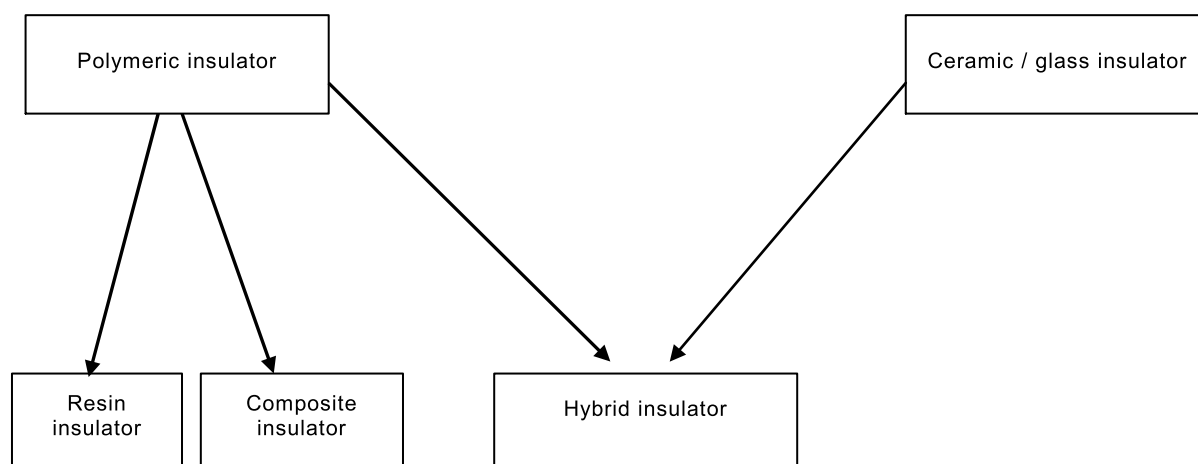 Polymeric insulator
Ceramic / glass insulator
Resin
insulator
Composite
insulator
Hybrid insulator